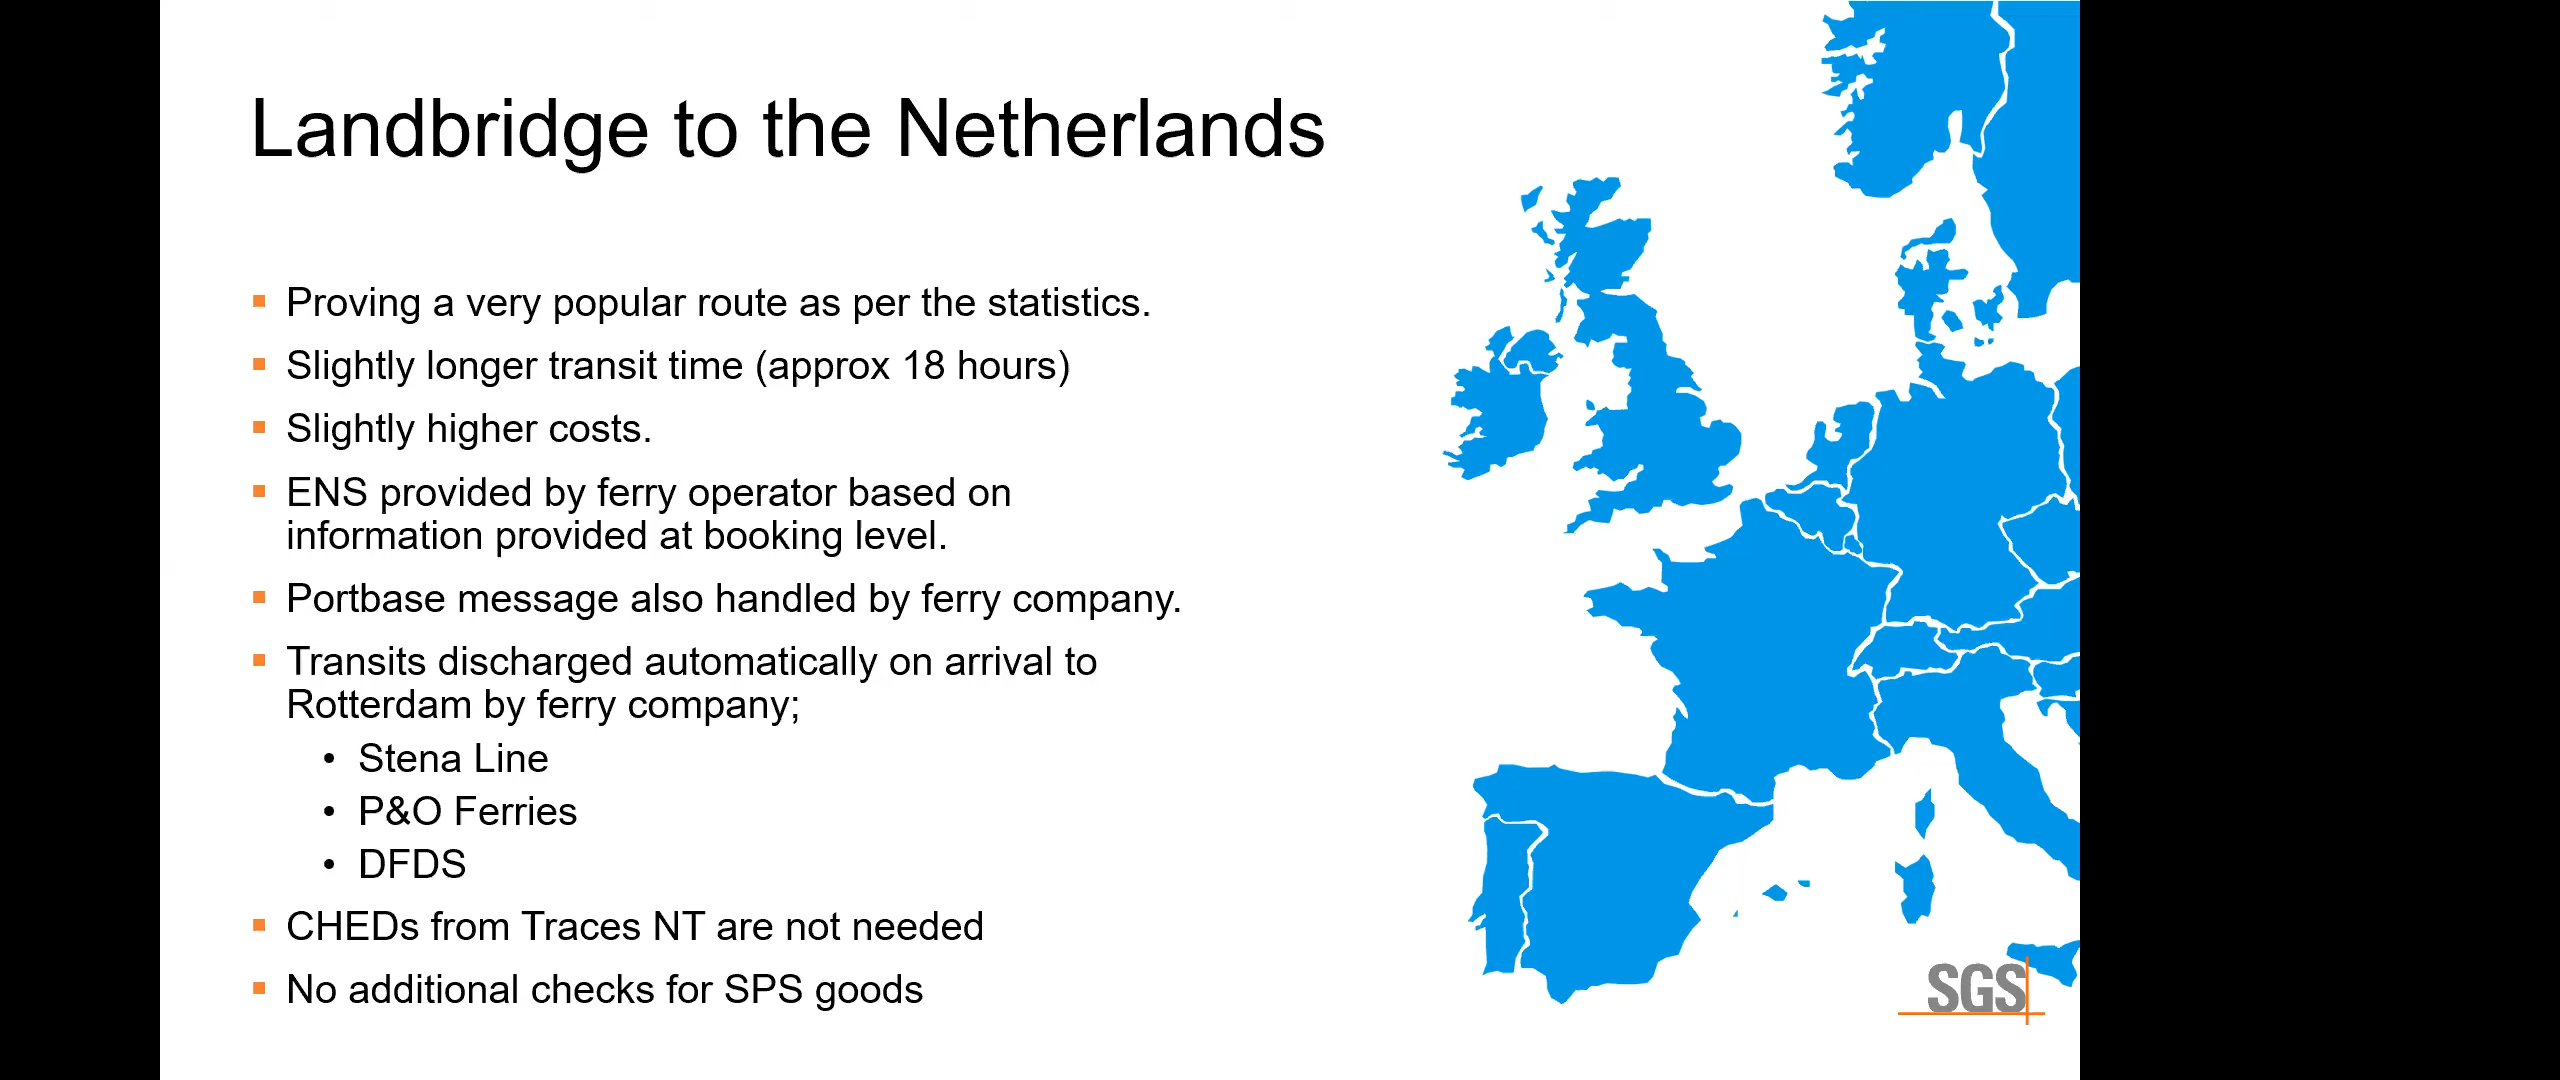 Landbridge to the Netherlands
Proving a very popular route as per the statistics.
Slightly longer transit time (approx 18 hours)
Slightly higher costs.
ENS provided by ferry operator based on
information provided at booking level.
Portbase message also handled by ferry company.
Transits discharged automatically on arrival to
Rotterdam by ferry company;
• Stena Line
• P&O Ferries
• DFDS
CHEDs from Traces NT are not needed
No additional checks for SPS goods
SGS